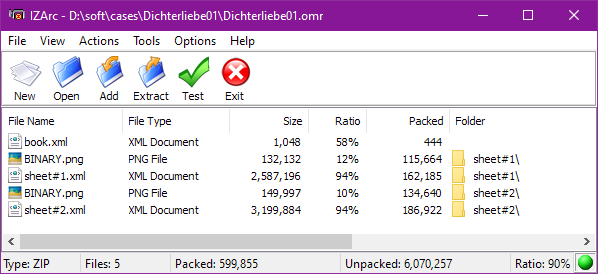 IZArc - D:\soft\cases\Dichterliebe01\Dichterliebe01.omr
File View Actions Tools Options Help
New Open Add Extract Test Exit
File Name File Type Size Ratio Packed Folder
book.xml XML Document 1,048 58% 444
BINARY.png PNG File 132,132 12% 115,664 sheet#1\
sheet#1.xml XML Document 2,587,196 94% 162,185 sheet#1\
BINARY.png PNG File 149,997 10% 134,640 sheet#2\
sheet#2.xml XML Document 3,199,884 94% 186,922 sheet#2\
Type: ZIP Files: 5 Packed: 599,855 Unpacked: 6,070,257 Ratio: 90%